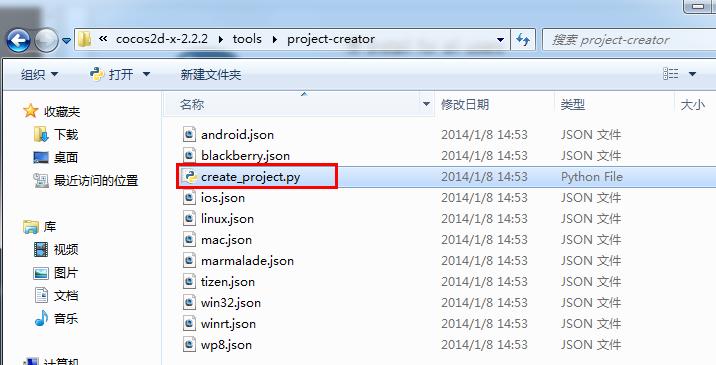 « cocos2d-x-2.2.2 ▸ tools ▸ project-creator 搜索 project-creator
组织 打开 新建文件夹
名称 修改日期 类型 大小
收藏夹
下载
桌面
最近访问的位置
库
视频
图片
文档
音乐
计算机
android.json 2014/1/8 14:53 JSON 文件
blackberry.json 2014/1/8 14:53 JSON 文件
create_project.py 2014/1/8 14:53 Python File
ios.json 2014/1/8 14:53 JSON 文件
linux.json 2014/1/8 14:53 JSON 文件
mac.json 2014/1/8 14:53 JSON 文件
marmalade.json 2014/1/8 14:53 JSON 文件
tizen.json 2014/1/8 14:53 JSON 文件
win32.json 2014/1/8 14:53 JSON 文件
winrt.json 2014/1/8 14:53 JSON 文件
wp8.json 2014/1/8 14:53 JSON 文件